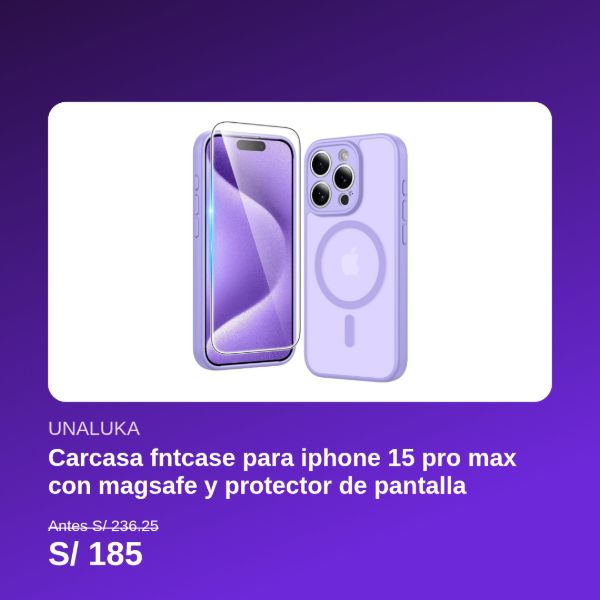 UNALUKA
Carcasa fntcase para iphone 15 pro max
con magsafe y protector de pantalla
Antes S/ 236.25
S/ 185